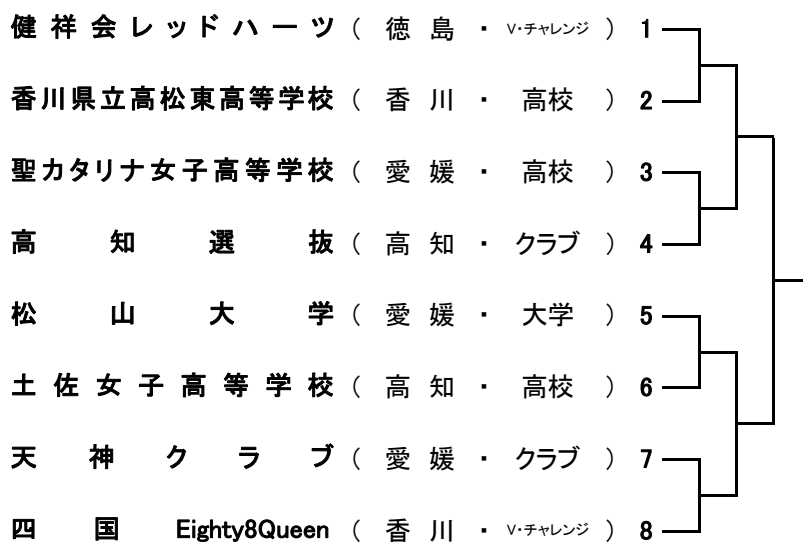 健祥会レッドハーツ ( 徳島 ・ V・チャレンジ ) 1
香川県立高松東高等学校 ( 香川 ・ 高校 ) 2
聖カタリナ女子高等学校 ( 愛媛 ・ 高校 ) 3
高知選抜 ( 高知 ・ クラブ ) 4
松山大学 ( 愛媛 ・ 大学 ) 5
土佐女子高等学校 ( 高知 ・ 高校 ) 6
天神クラブ ( 愛媛 ・ クラブ ) 7
四国 Eighty8Queen ( 香川 ・ V・チャレンジ ) 8